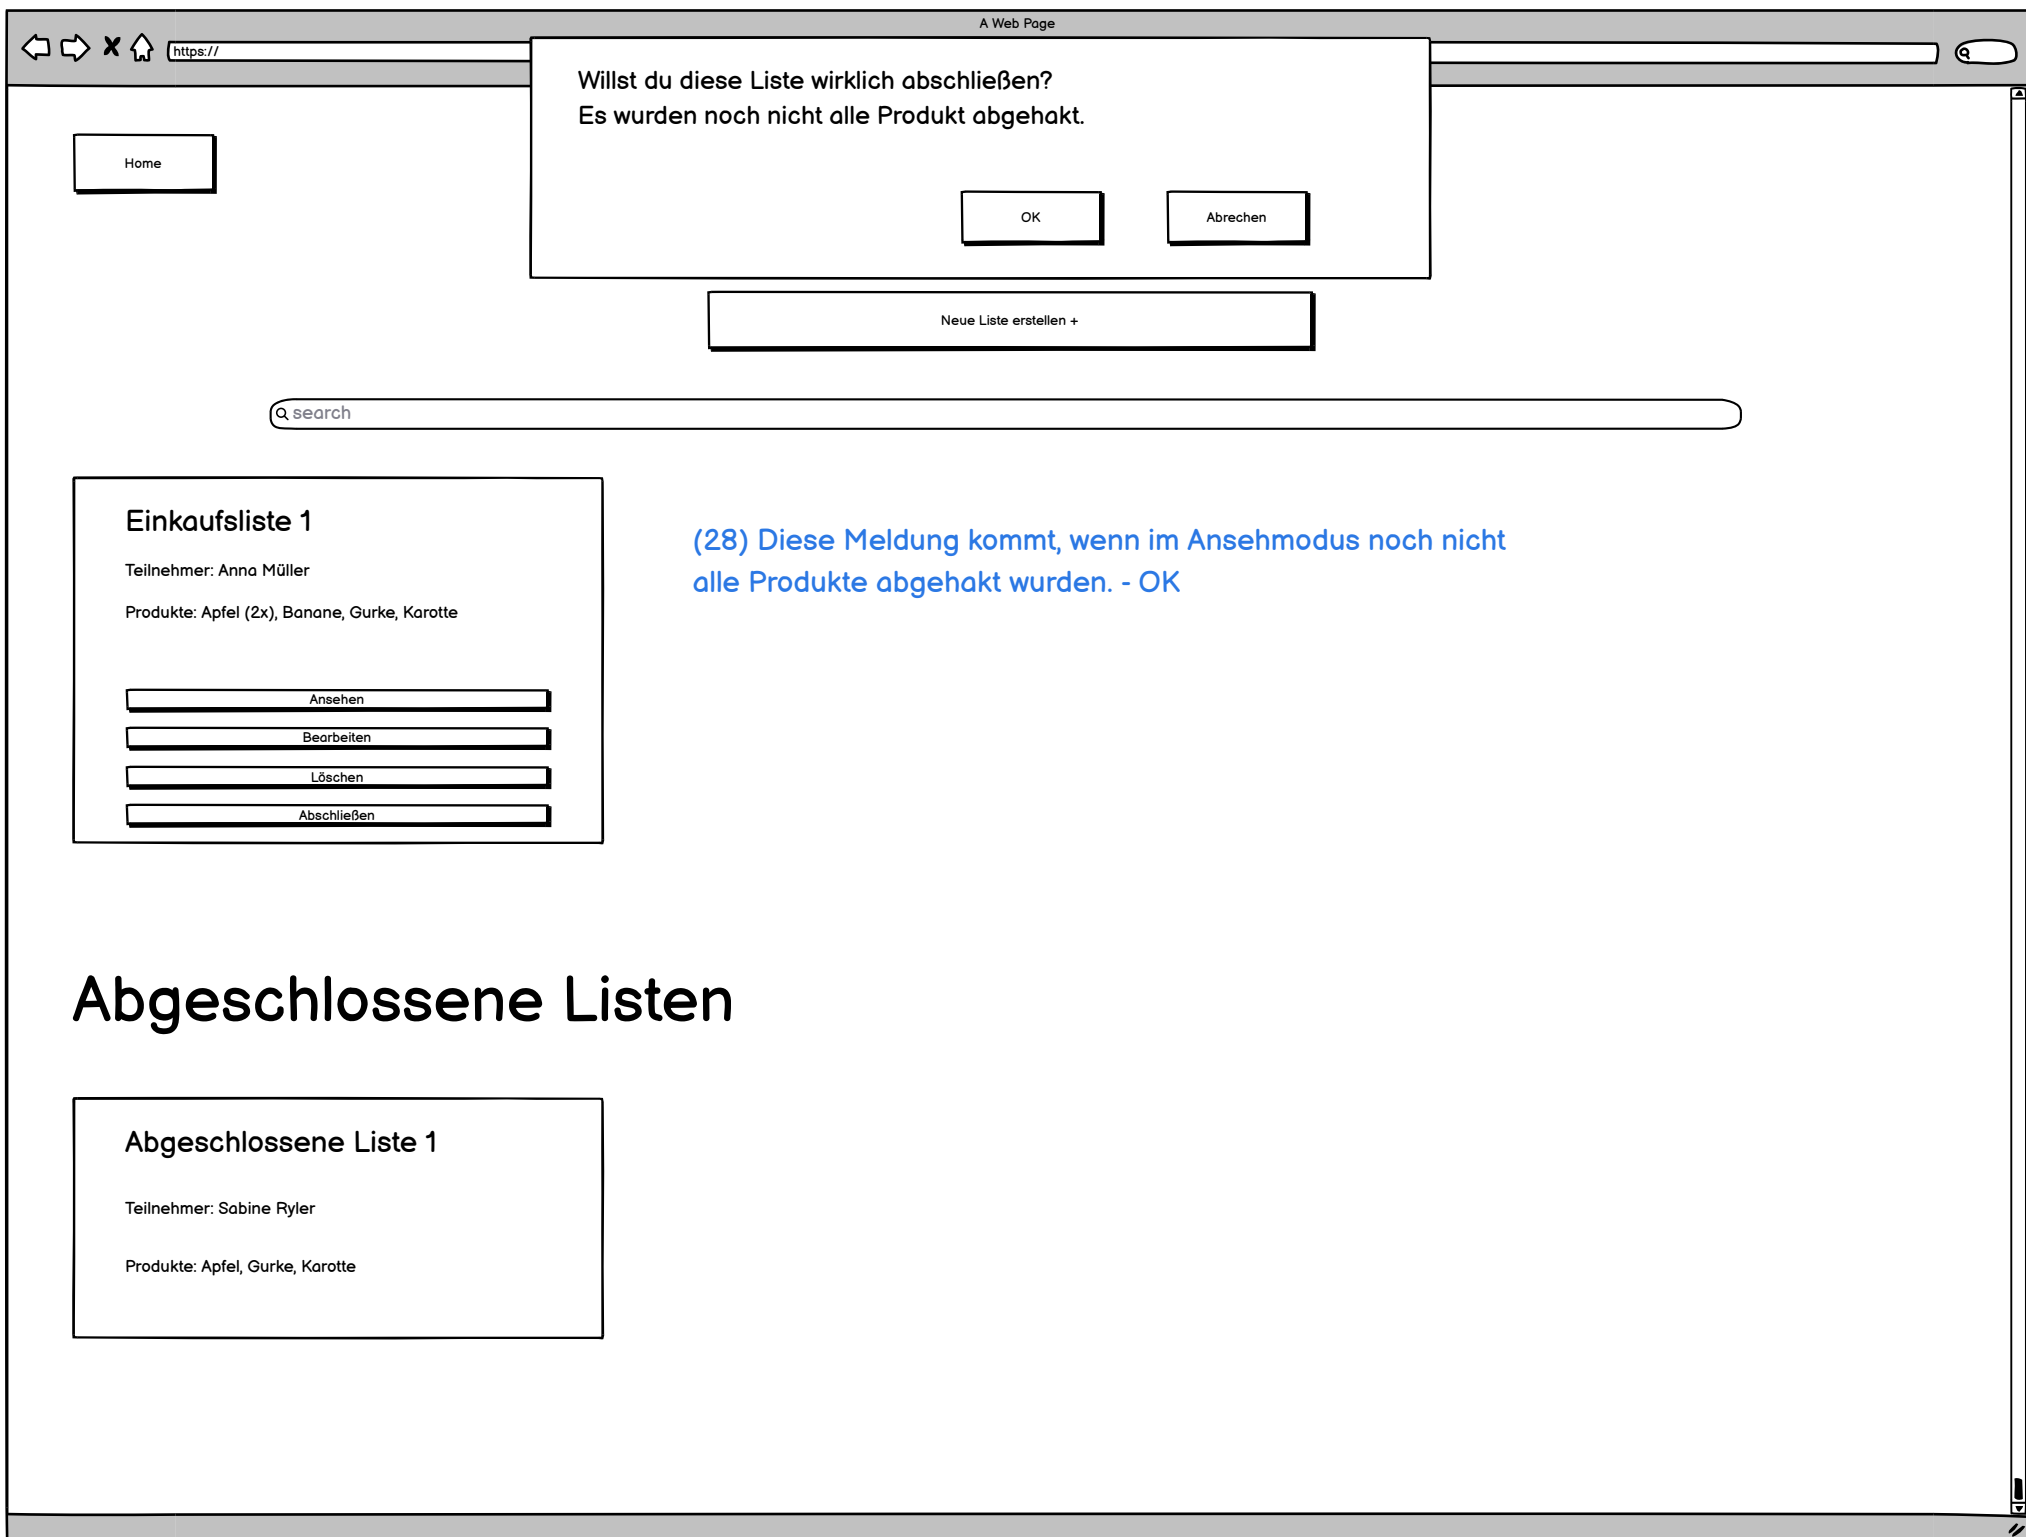 A Web Page
https://
Willst du diese Liste wirklich abschließen?
Es wurden noch nicht alle Produkt abgehakt.
Home
OK
Abrechen
Neue Liste erstellen +
search
Einkaufsliste 1
Teilnehmer: Anna Müller
Produkte: Apfel (2x), Banane, Gurke, Karotte
Ansehen
Bearbeiten
Löschen
Abschließen
(28) Diese Meldung kommt, wenn im Ansehmodus noch nicht
alle Produkte abgehakt wurden. - OK
Abgeschlossene Listen
Abgeschlossene Liste 1
Teilnehmer: Sabine Ryler
Produkte: Apfel, Gurke, Karotte